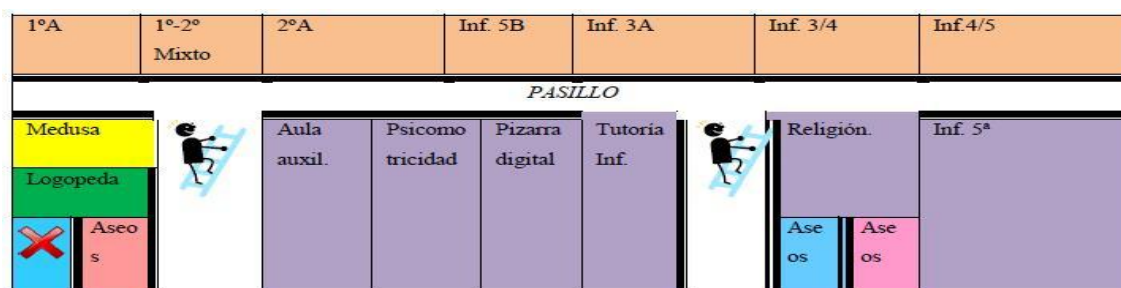 1ºA 1º-2º 2ºA Inf. 5B Inf. 3A Inf. 3/4 Inf.4/5
Mixto
PASILLO
Medusa Aula Psicomo Pizarra Tutoría Religión. Inf. 5ª
auxil. tricidad digital Inf.
Logopeda
Aseo Ase Ase
s os os